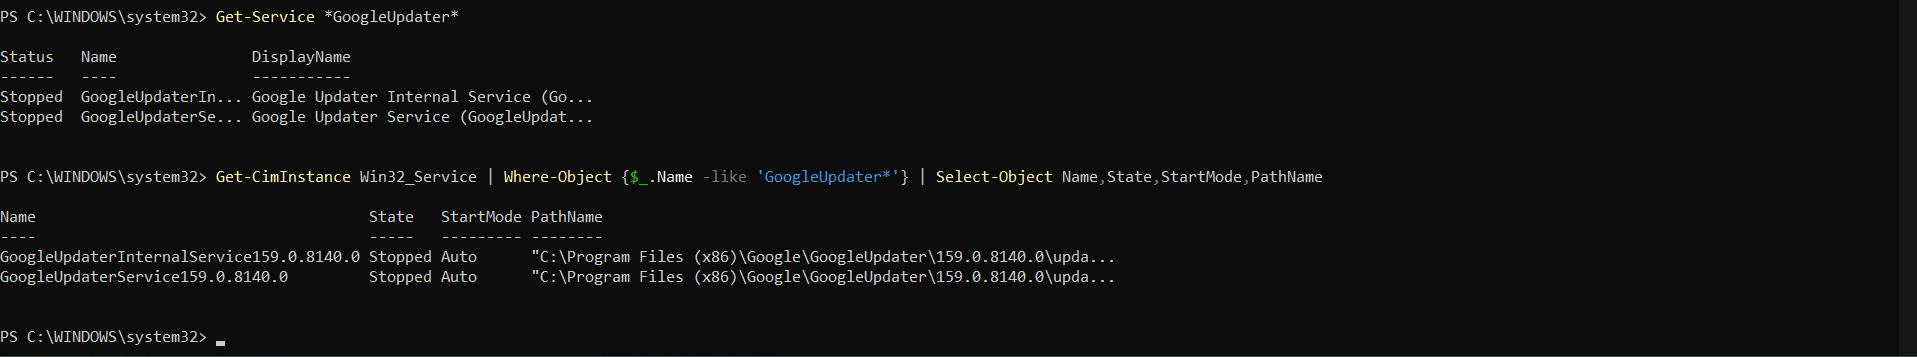 PS C:\WINDOWS\system32> Get-Service *GoogleUpdater*
Status   Name               DisplayName
------   ----               -----------
Stopped  GoogleUpdaterIn... Google Updater Internal Service (Go...
Stopped  GoogleUpdaterSe... Google Updater Service (GoogleUpdat...
PS C:\WINDOWS\system32> Get-CimInstance Win32_Service | Where-Object {$_.Name -like 'GoogleUpdater*'} | Select-Object Name,State,StartMode,PathName
Name                                     State   StartMode PathName
----                                     -----   --------- --------
GoogleUpdaterInternalService159.0.8140.0 Stopped Auto      "C:\Program Files (x86)\Google\GoogleUpdater\159.0.8140.0\upda...
GoogleUpdaterService159.0.8140.0         Stopped Auto      "C:\Program Files (x86)\Google\GoogleUpdater\159.0.8140.0\upda...
PS C:\WINDOWS\system32>